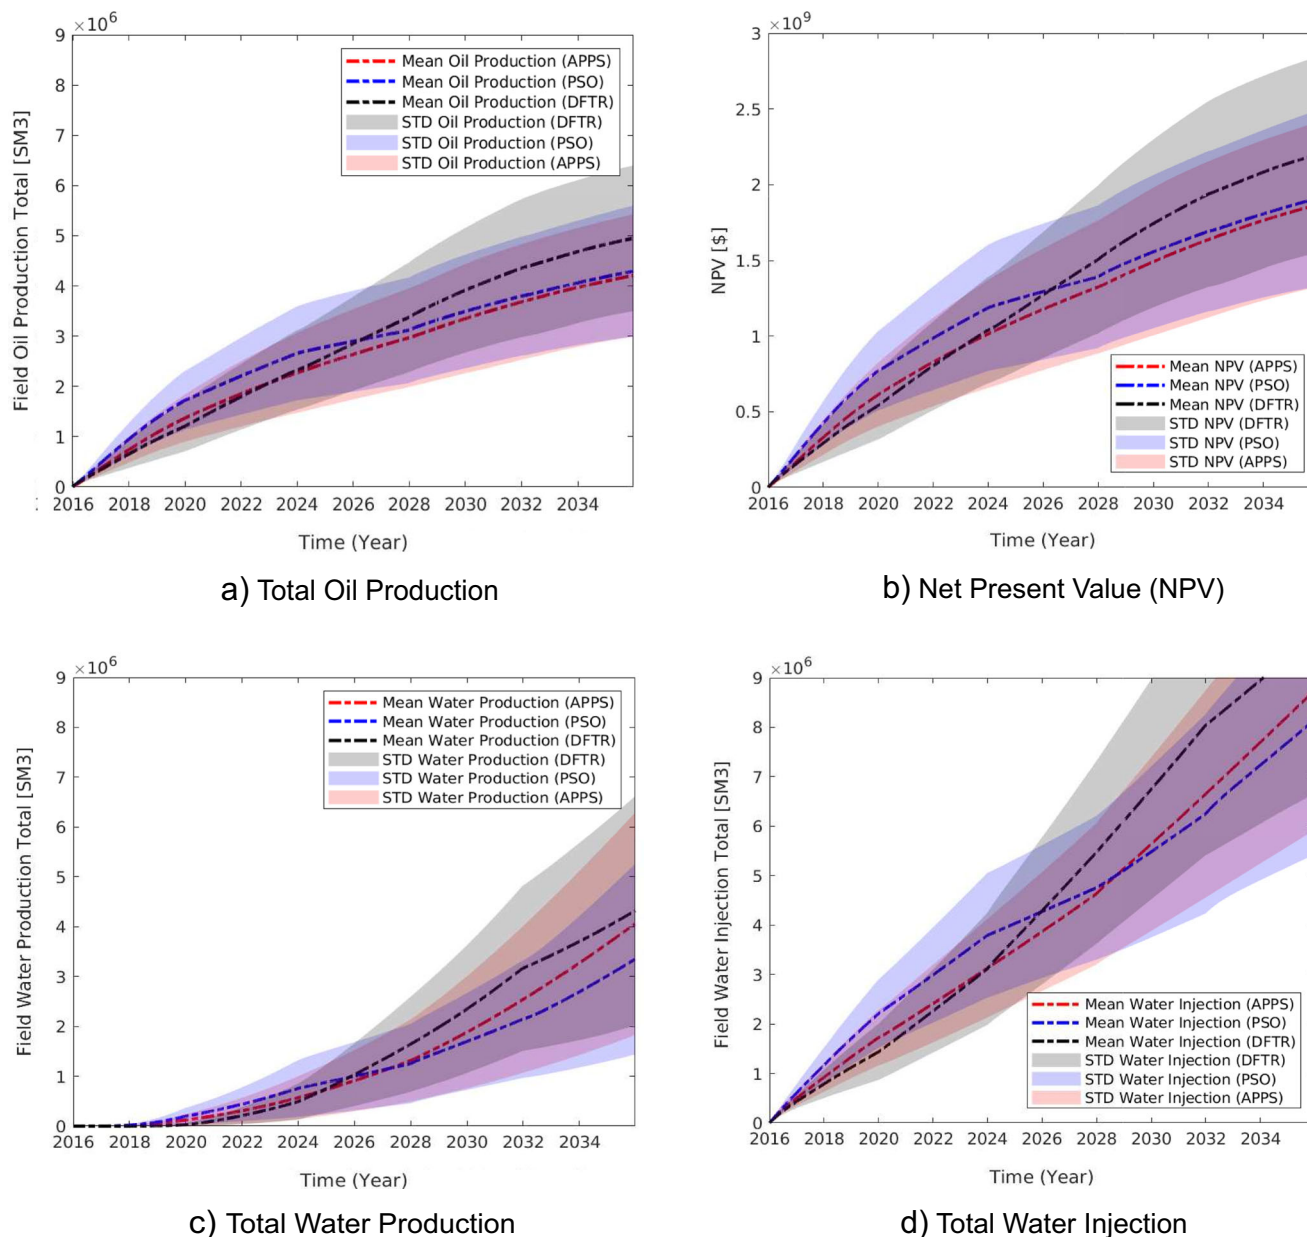 ×10⁶
9
8
7
6
5
4
3
2
1
0
Field Oil Production Total [SM3]
Mean Oil Production (APPS)
Mean Oil Production (PSO)
Mean Oil Production (DFTR)
STD Oil Production (DFTR)
STD Oil Production (PSO)
STD Oil Production (APPS)
2016 2018 2020 2022 2024 2026 2028 2030 2032 2034
Time (Year)
a) Total Oil Production
×10⁹
3
2.5
2
1.5
1
0.5
0
NPV [$]
Mean NPV (APPS)
Mean NPV (PSO)
Mean NPV (DFTR)
STD NPV (DFTR)
STD NPV (PSO)
STD NPV (APPS)
2016 2018 2020 2022 2024 2026 2028 2030 2032 2034
Time (Year)
b) Net Present Value (NPV)
×10⁶
9
8
7
6
5
4
3
2
1
0
Field Water Production Total [SM3]
Mean Water Production (APPS)
Mean Water Production (PSO)
Mean Water Production (DFTR)
STD Water Production (DFTR)
STD Water Production (PSO)
STD Water Production (APPS)
2016 2018 2020 2022 2024 2026 2028 2030 2032 2034
Time (Year)
c) Total Water Production
×10⁶
9
8
7
6
5
4
3
2
1
0
Field Water Injection Total [SM3]
Mean Water Injection (APPS)
Mean Water Injection (PSO)
Mean Water Injection (DFTR)
STD Water Injection (DFTR)
STD Water Injection (PSO)
STD Water Injection (APPS)
2016 2018 2020 2022 2024 2026 2028 2030 2032 2034
Time (Year)
d) Total Water Injection